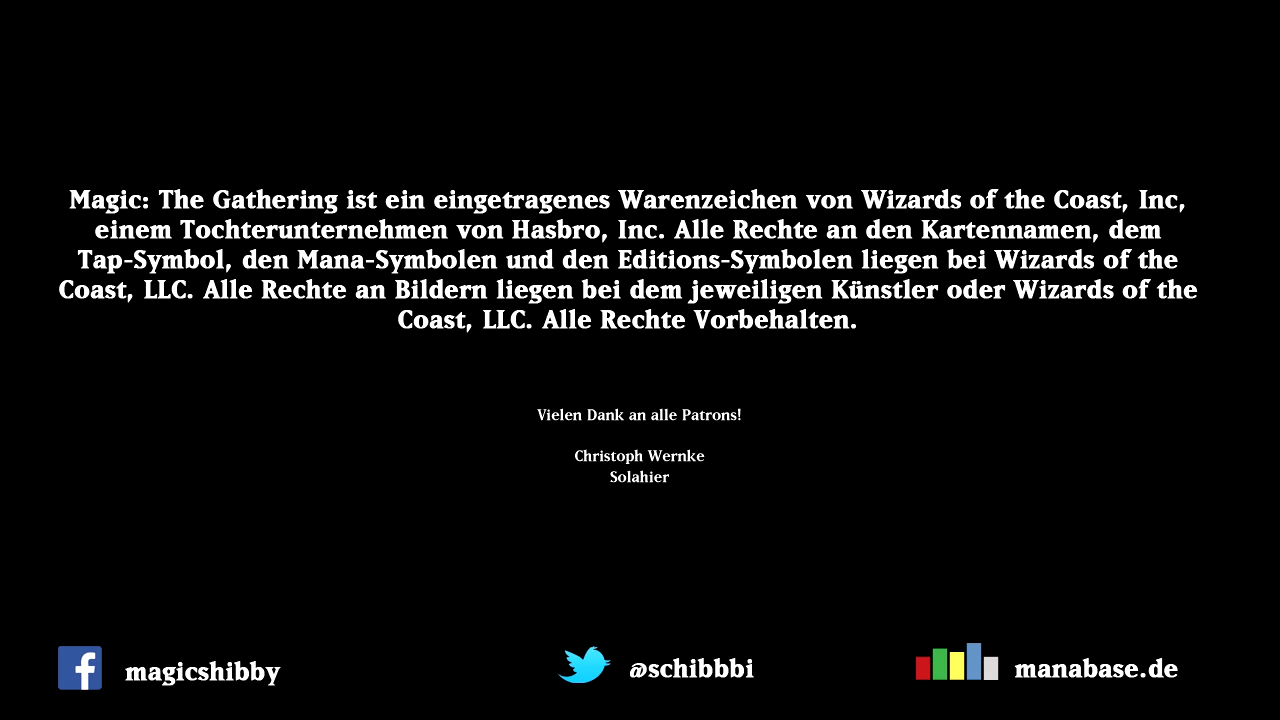 Magic: The Gathering ist ein eingetragenes Warenzeichen von Wizards of the Coast, Inc,
einem Tochterunternehmen von Hasbro, Inc. Alle Rechte an den Kartennamen, dem
Tap-Symbol, den Mana-Symbolen und den Editions-Symbolen liegen bei Wizards of the
Coast, LLC. Alle Rechte an Bildern liegen bei dem jeweiligen Künstler oder Wizards of the
Coast, LLC. Alle Rechte Vorbehalten.
Vielen Dank an alle Patrons!
Christoph Wernke
Solahier
magicshibby
@schibbbi
manabase.de